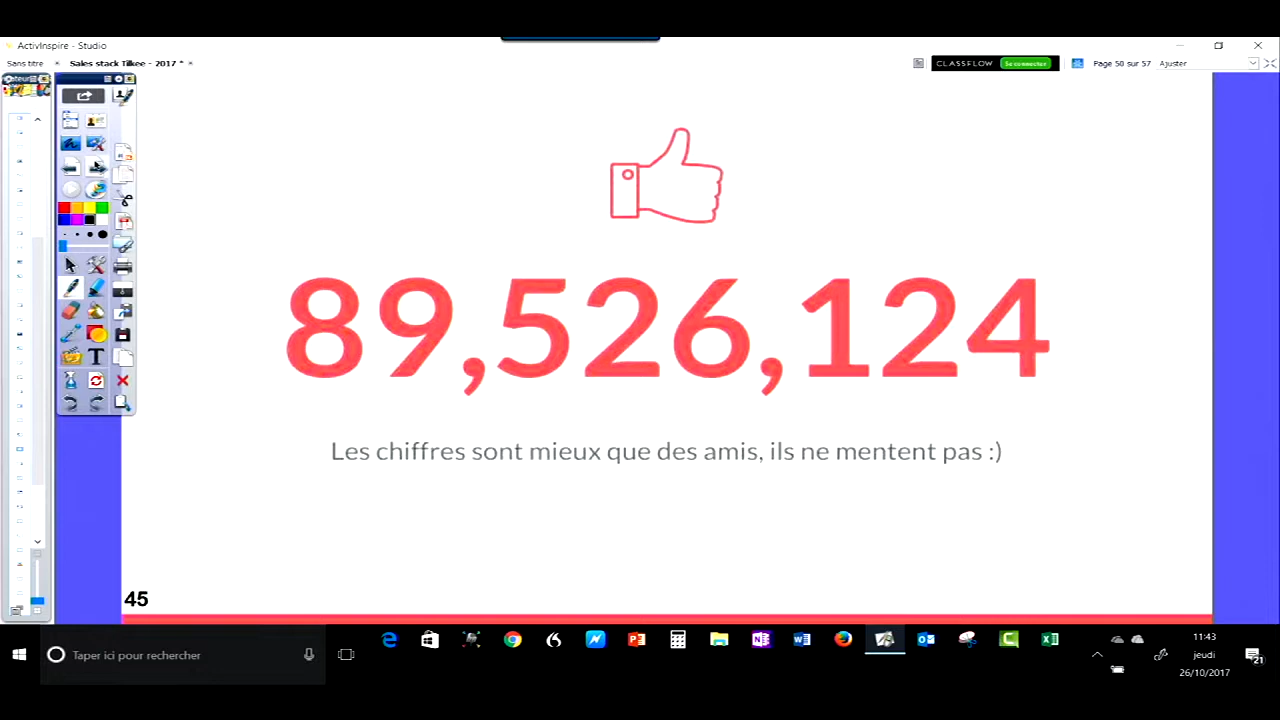 ActivInspire - Studio
Sans titre
Sales stack Tilkee - 2017 *
CLASSFLOW
Se connecter
Page 50 sur 57
Ajuster
89,526,124
Les chiffres sont mieux que des amis, ils ne mentent pas :)
45
Taper ici pour rechercher
11:43
jeudi
26/10/2017
21